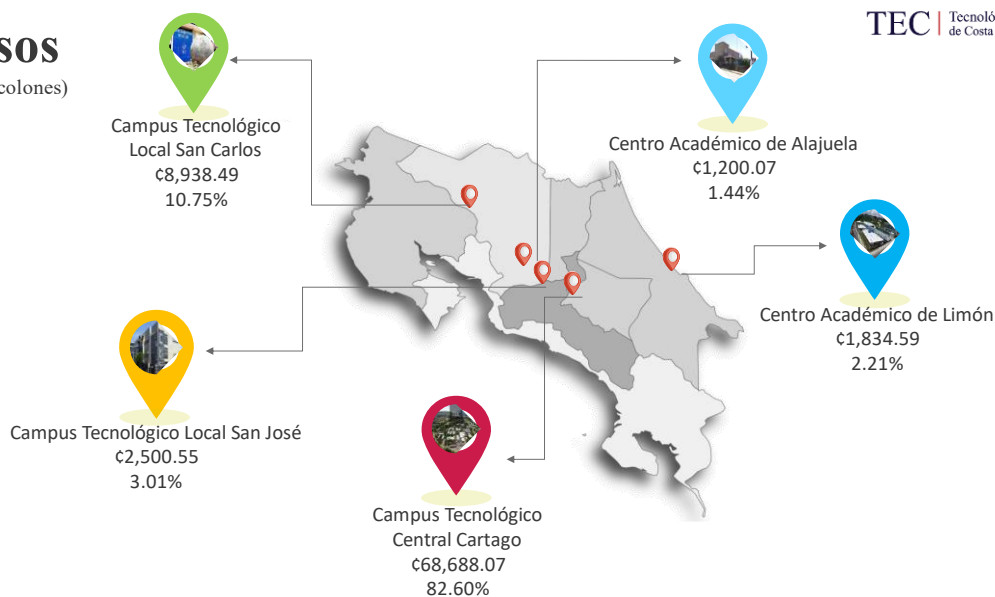 sos
colones)
TEC | Tecnoló
de Costa
Campus Tecnológico
Local San Carlos
¢8,938.49
10.75%
Centro Académico de Alajuela
¢1,200.07
1.44%
Centro Académico de Limón
¢1,834.59
2.21%
Campus Tecnológico Local San José
¢2,500.55
3.01%
Campus Tecnológico
Central Cartago
¢68,688.07
82.60%